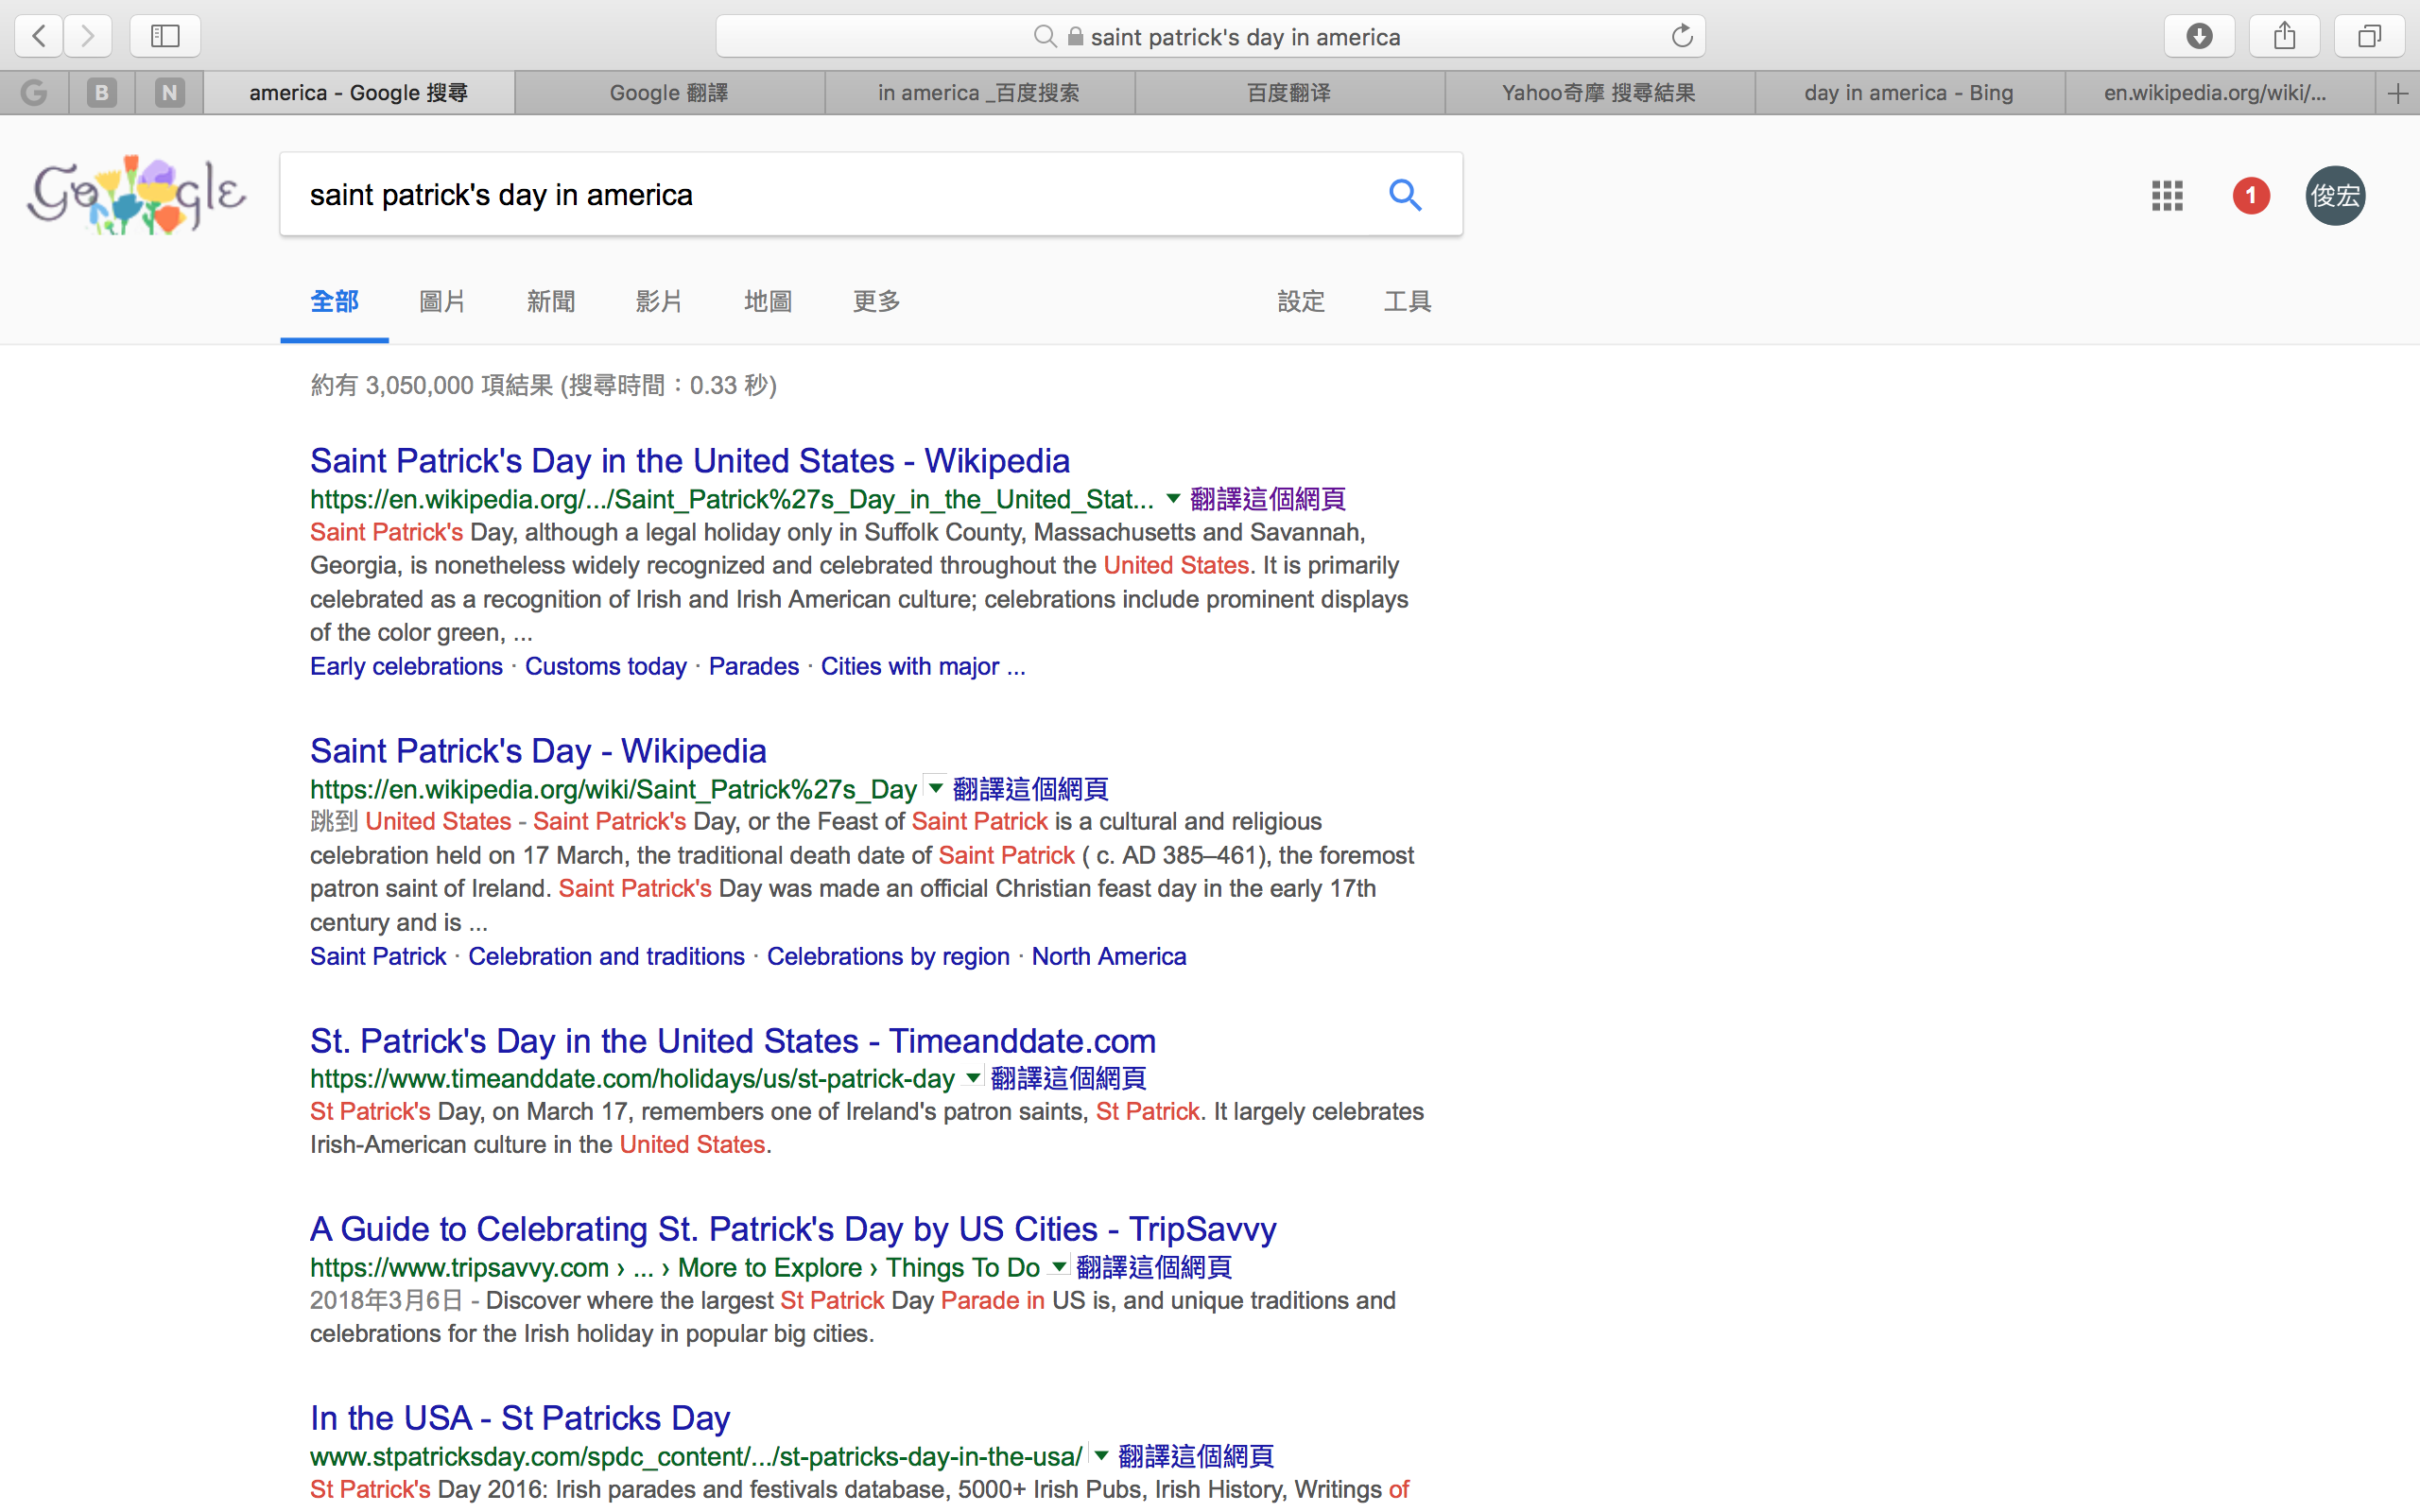 saint patrick's day in america
B
N
america - Google 搜尋
Google 翻譯
in america _百度搜索
百度翻译
Yahoo奇摩 搜尋結果
day in america - Bing
en.wikipedia.org/wiki/...
Google
saint patrick's day in america
1
俊宏
全部 圖片 新聞 影片 地圖 更多 設定 工具
約有 3,050,000 項結果 (搜尋時間：0.33 秒)
Saint Patrick's Day in the United States - Wikipedia
https://en.wikipedia.org/.../Saint_Patrick%27s_Day_in_the_United_Stat... 翻譯這個網頁
Saint Patrick's Day, although a legal holiday only in Suffolk County, Massachusetts and Savannah,
Georgia, is nonetheless widely recognized and celebrated throughout the United States. It is primarily
celebrated as a recognition of Irish and Irish American culture; celebrations include prominent displays
of the color green, ...
Early celebrations · Customs today · Parades · Cities with major ...
Saint Patrick's Day - Wikipedia
https://en.wikipedia.org/wiki/Saint_Patrick%27s_Day 翻譯這個網頁
跳到 United States - Saint Patrick's Day, or the Feast of Saint Patrick is a cultural and religious
celebration held on 17 March, the traditional death date of Saint Patrick ( c. AD 385–461), the foremost
patron saint of Ireland. Saint Patrick's Day was made an official Christian feast day in the early 17th
century and is ...
Saint Patrick · Celebration and traditions · Celebrations by region · North America
St. Patrick's Day in the United States - Timeanddate.com
https://www.timeanddate.com/holidays/us/st-patrick-day 翻譯這個網頁
St Patrick's Day, on March 17, remembers one of Ireland's patron saints, St Patrick. It largely celebrates
Irish-American culture in the United States.
A Guide to Celebrating St. Patrick's Day by US Cities - TripSavvy
https://www.tripsavvy.com › ... › More to Explore › Things To Do 翻譯這個網頁
2018年3月6日 - Discover where the largest St Patrick Day Parade in US is, and unique traditions and
celebrations for the Irish holiday in popular big cities.
In the USA - St Patricks Day
www.stpatricksday.com/spdc_content/.../st-patricks-day-in-the-usa/ 翻譯這個網頁
St Patrick's Day 2016: Irish parades and festivals database, 5000+ Irish Pubs, Irish History, Writings of